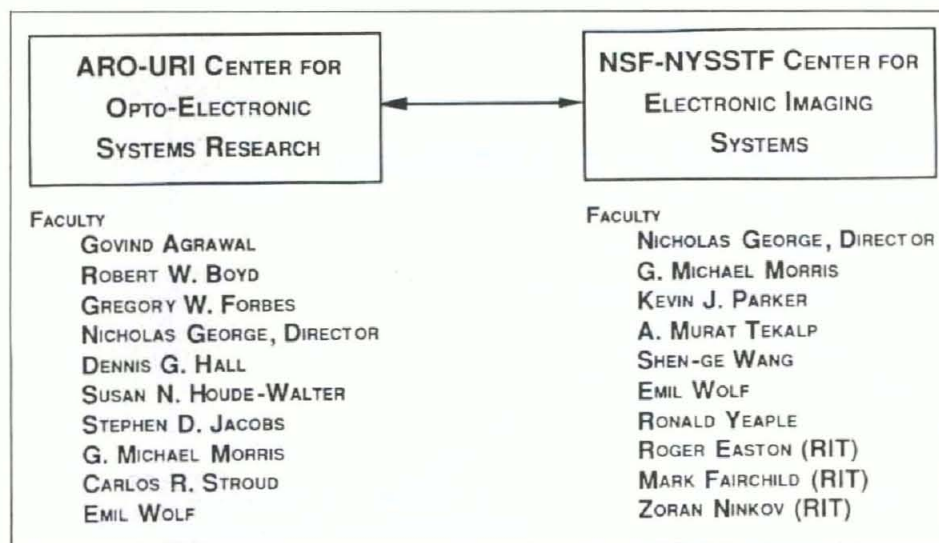 ARO-URI CENTER FOR
OPTO-ELECTRONIC
SYSTEMS RESEARCH
FACULTY
GOVIND AGRAWAL
ROBERT W. BOYD
GREGORY W. FORBES
NICHOLAS GEORGE, DIRECTOR
DENNIS G. HALL
SUSAN N. HOUDE-WALTER
STEPHEN D. JACOBS
G. MICHAEL MORRIS
CARLOS R. STROUD
EMIL WOLF
NSF-NYSSTF CENTER FOR
ELECTRONIC IMAGING
SYSTEMS
FACULTY
NICHOLAS GEORGE, DIRECTOR
G. MICHAEL MORRIS
KEVIN J. PARKER
A. MURAT TEKALP
SHEN-GE WANG
EMIL WOLF
RONALD YEAPLE
ROGER EASTON (RIT)
MARK FAIRCHILD (RIT)
ZORAN NINKOV (RIT)